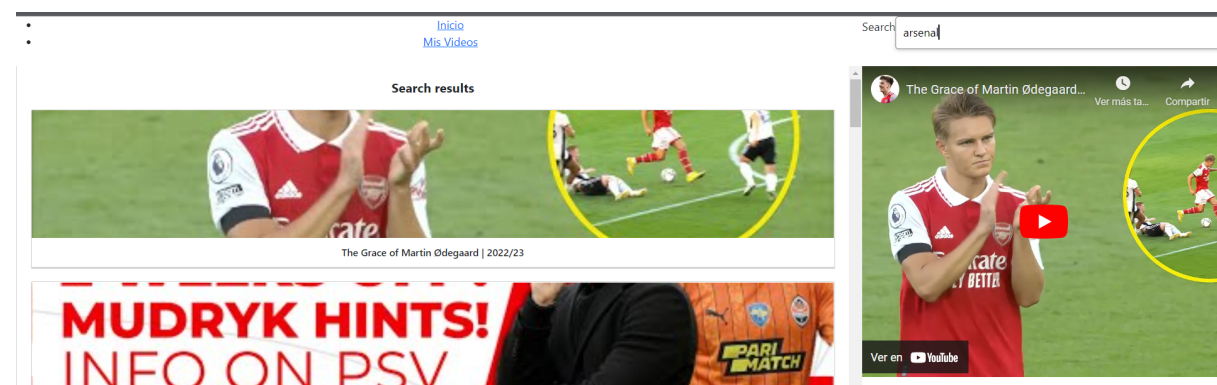 Inicio
Mis Videos
Search
arsenal
Search results
The Grace of Martin Ødegaard | 2022/23
MUDRYK HINTS!
INFO ON PSV
PARI
MATCH
The Grace of Martin Ødegaard...
Ver más ta...
Compartir
BETTER
Ver en YouTube